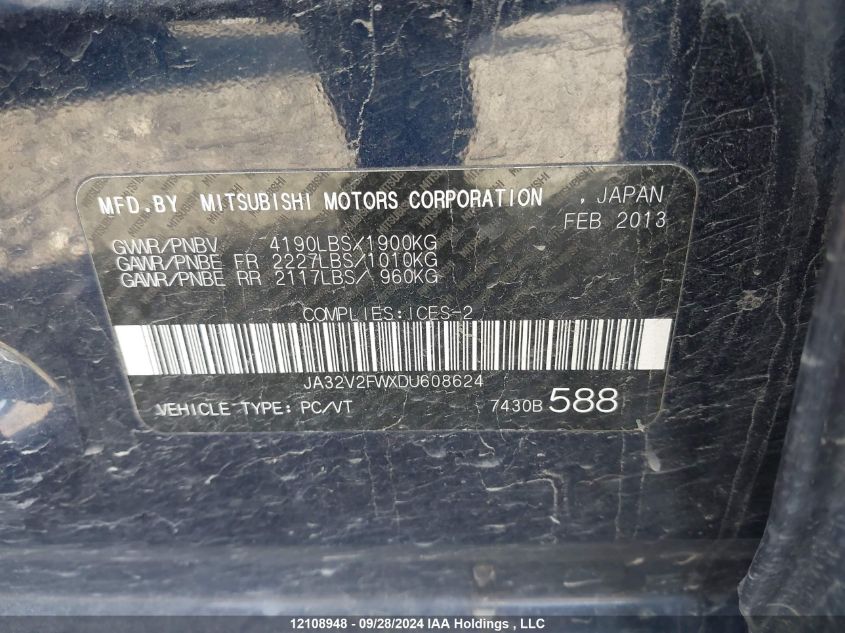 MFD.BY MITSUBISHI MOTORS CORPORATION , JAPAN
FEB 2013
GVWR/PNBV 4190LBS/1900KG
GAWR/PNBE FR 2227LBS/1010KG
GAWR/PNBE RR 2117LBS/ 960KG
COMPLIES:ICES-2
JA32V2FWXDU608624
VEHICLE TYPE: PC/VT 7430B 588
12108948 - 09/28/2024 IAA Holdings , LLC